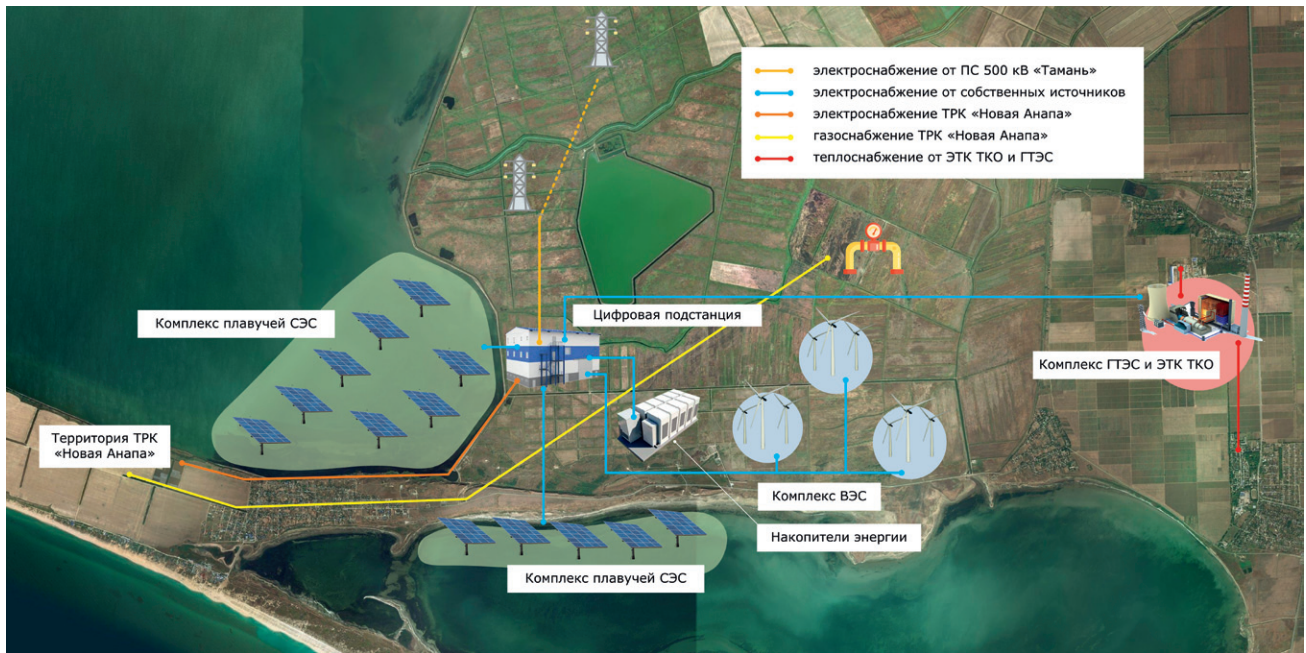 электроснабжение от ПС 500 кВ «Тамань»
электроснабжение от собственных источников
электроснабжение ТРК «Новая Анапа»
газоснабжение ТРК «Новая Анапа»
теплоснабжение от ЭТК ТКО и ГТЭС
Комплекс плавучей СЭС
Цифровая подстанция
Комплекс ГТЭС и ЭТК ТКО
Территория ТРК
«Новая Анапа»
Комплекс ВЭС
Накопители энергии
Комплекс плавучей СЭС